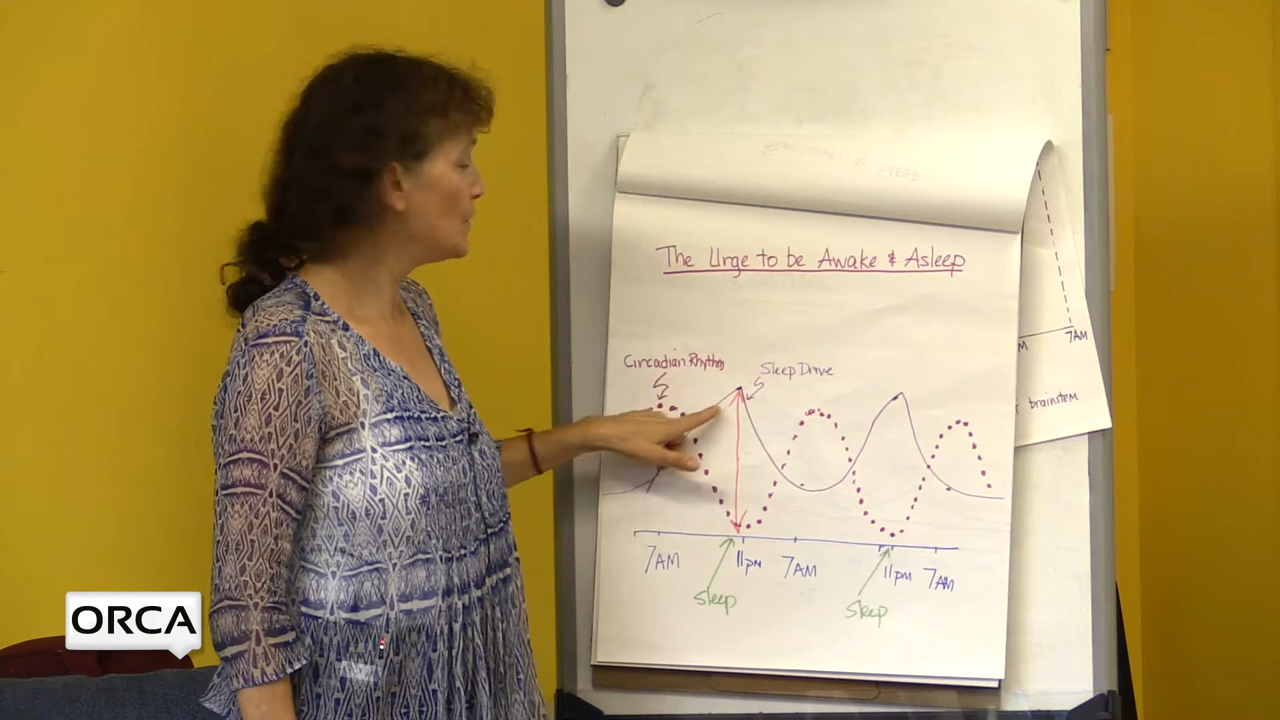 The Urge to be Awake & Asleep
7AM
Circadian Rhythm
Sleep Drive
brainstem
7AM
11pm
7AM
11pm
7AM
Sleep
Sleep
ORCA